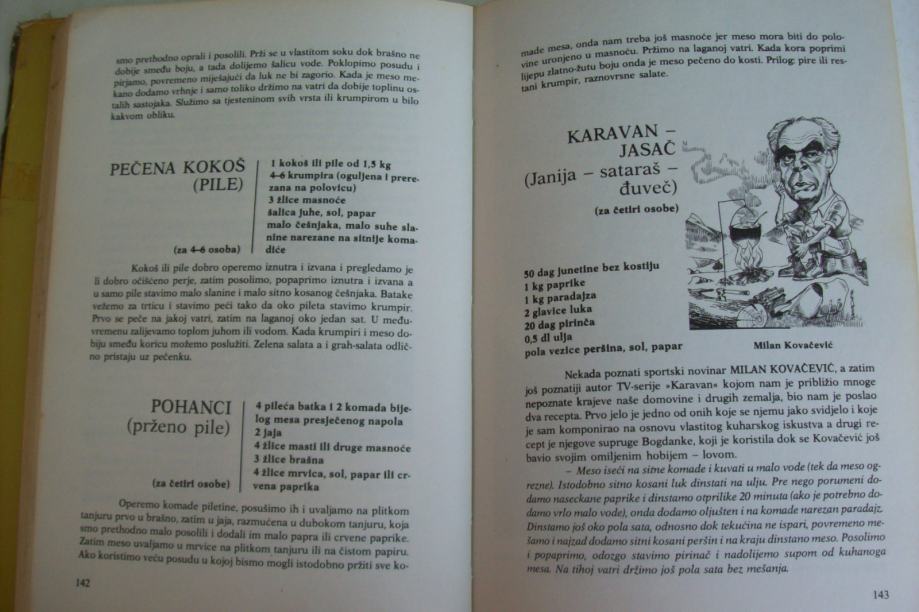 smo prethodno oprali i posolili. Prži se u vlastitom soku dok brašno ne
dobije smeđu boju, a tada dolijemo šalicu vode. Poklopimo posudu i
pirjamo, povremeno miješajući da luk ne bi zagorio. Kada je meso me-
kano dodamo vrhnje i samo toliko držimo na vatri da dobije toplinu os-
talih sastojaka. Služimo sa tjesteninom svih vrsta ili krumpirom u bilo
kakvom obliku.
PEČENA KOKOŠ
(PILE)
(za 4–6 osoba)
1 kokoš ili pile od 1,5 kg
4–6 krumpira (oguljena i prere-
zana na polovicu)
3 žlice masnoće
šalica juhe, sol, papar
malo češnjaka, malo suhe sla-
nine narezane na sitnije koma-
diće
Kokoš ili pile dobro operemo iznutra i izvana i pregledamo je
li dobro očišćeno perje, zatim posolimo, popaprimo iznutra i izvana a
u samo pile stavimo malo slanine i malo sitno kosanog češnjaka. Batake
vežemo za trticu i stavimo peći tako da oko pileta stavimo krumpir.
Prvo se peče na jakoj vatri, zatim na laganoj oko jedan sat. U među-
vremenu zalijevamo toplom juhom ili vodom. Kada krumpiri i meso do-
biju smeđu koricu možemo poslužiti. Zelena salata a i grah-salata odlič-
no pristaju uz pečenku.
POHANCI
(prženo pile)
(za četiri osobe)
4 pileća batka i 2 komada bije-
log mesa presječenog napola
2 jaja
4 žlice masti ili druge masnoće
3 žlice brašna
4 žlice mrvica, sol, papar ili cr-
vena paprika
Operemo komade piletine, posušimo ih i uvaljamo na plitkom
tanjuru prvo u brašno, zatim u jaja, razmućena u dubokom tanjuru, koja
smo prethodno malo posolili i dodali im malo papra ili crvene paprike.
Zatim meso uvaljamo u mrvice na plitkom tanjuru ili na čistom papiru.
Ako koristimo veću posudu u kojoj bismo mogli istodobno pržiti sve ko-
142
made mesa, onda nam treba još masnoće jer meso mora biti do polo-
vine uronjeno u masnoću. Pržimo na laganoj vatri. Kada kora poprimi
lijepu zlatno-žutu boju onda je meso pečeno do kosti. Prilog: pire ili res-
tani krumpir, raznovrsne salate.
KARAVAN –
JASAČ
(Janija – sataraš –
đuveč)
(za četiri osobe)
50 dag junetine bez kostiju
1 kg paprike
1 kg paradajza
2 glavice luka
20 dag pirinča
0,5 dl ulja
pola vezice peršina, sol, papar
Milan Kovačević
Nekada poznati sportski novinar MILAN KOVAČEVIĆ, a zatim
još poznatiji autor TV-serije »Karavan« kojom nam je približio mnoge
nepoznate krajeve naše domovine i drugih zemalja, bio nam je poslao
dva recepta. Prvo jelo je jedno od onih koje se njemu jako svidjelo i koje
je sam komponirao na osnovu vlastitog kuharskog iskustva a drugi re-
cept je njegove supruge Bogdanke, koji je koristila dok se Kovačević još
bavio svojim omiljenim hobijem – lovom.
– Meso iseći na sitne komade i kuvati u malo vode (tek da meso og-
rezne). Istodobno sitno kosani luk dinstati na ulju. Pre nego porumeni do-
damo naseckane paprike i dinstamo otprilike 20 minuta (ako je potrebno do-
damo vrlo malo vode), onda dodamo oljušten i na komade narezan paradajz.
Dinstamo još oko pola sata, odnosno dok tekućina ne ispari, povremeno me-
šamo i najzad dodamo sitni kosani peršin i na kraju dinstano meso. Posolimo
i popaprimo, odozgo stavimo pirinač i nadolijemo supom od kuhanoga
mesa. Na tihoj vatri držimo još pola sata bez mešanja.
143